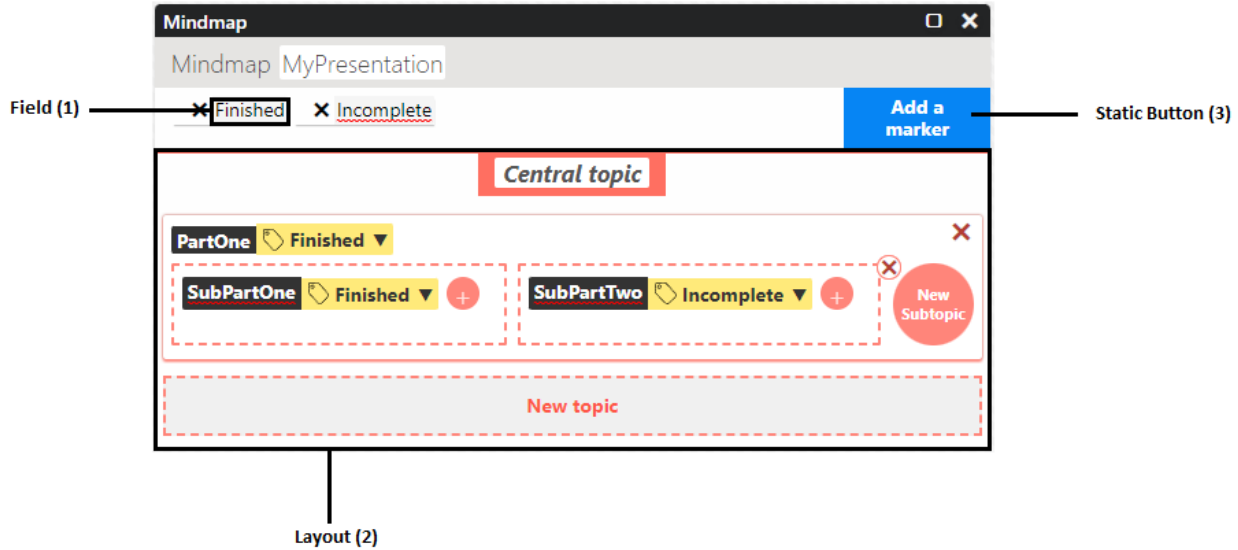 Mindmap
Mindmap MyPresentation
Field (1)
Finished Incomplete
Add a
marker
Static Button (3)
Central topic
PartOne Finished
SubPartOne Finished +
SubPartTwo Incomplete +
New
Subtopic
New topic
Layout (2)